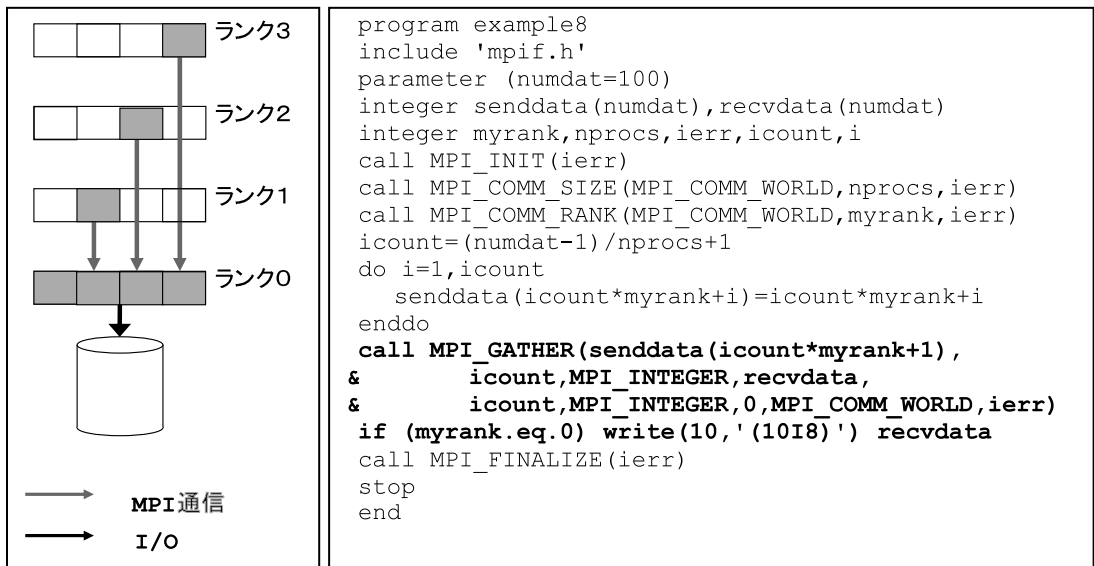 ランク3
ランク2
ランク1
ランク0
MPI通信
I/O
program example8
include 'mpif.h'
parameter (numdat=100)
integer senddata(numdat),recvdata(numdat)
integer myrank,nprocs,ierr,icount,i
call MPI_INIT(ierr)
call MPI_COMM_SIZE(MPI_COMM_WORLD,nprocs,ierr)
call MPI_COMM_RANK(MPI_COMM_WORLD,myrank,ierr)
icount=(numdat-1)/nprocs+1
do i=1,icount
senddata(icount*myrank+i)=icount*myrank+i
enddo
call MPI_GATHER(senddata(icount*myrank+1),
& icount,MPI_INTEGER,recvdata,
& icount,MPI_INTEGER,0,MPI_COMM_WORLD,ierr)
if (myrank.eq.0) write(10,'(10I8)') recvdata
call MPI_FINALIZE(ierr)
stop
end